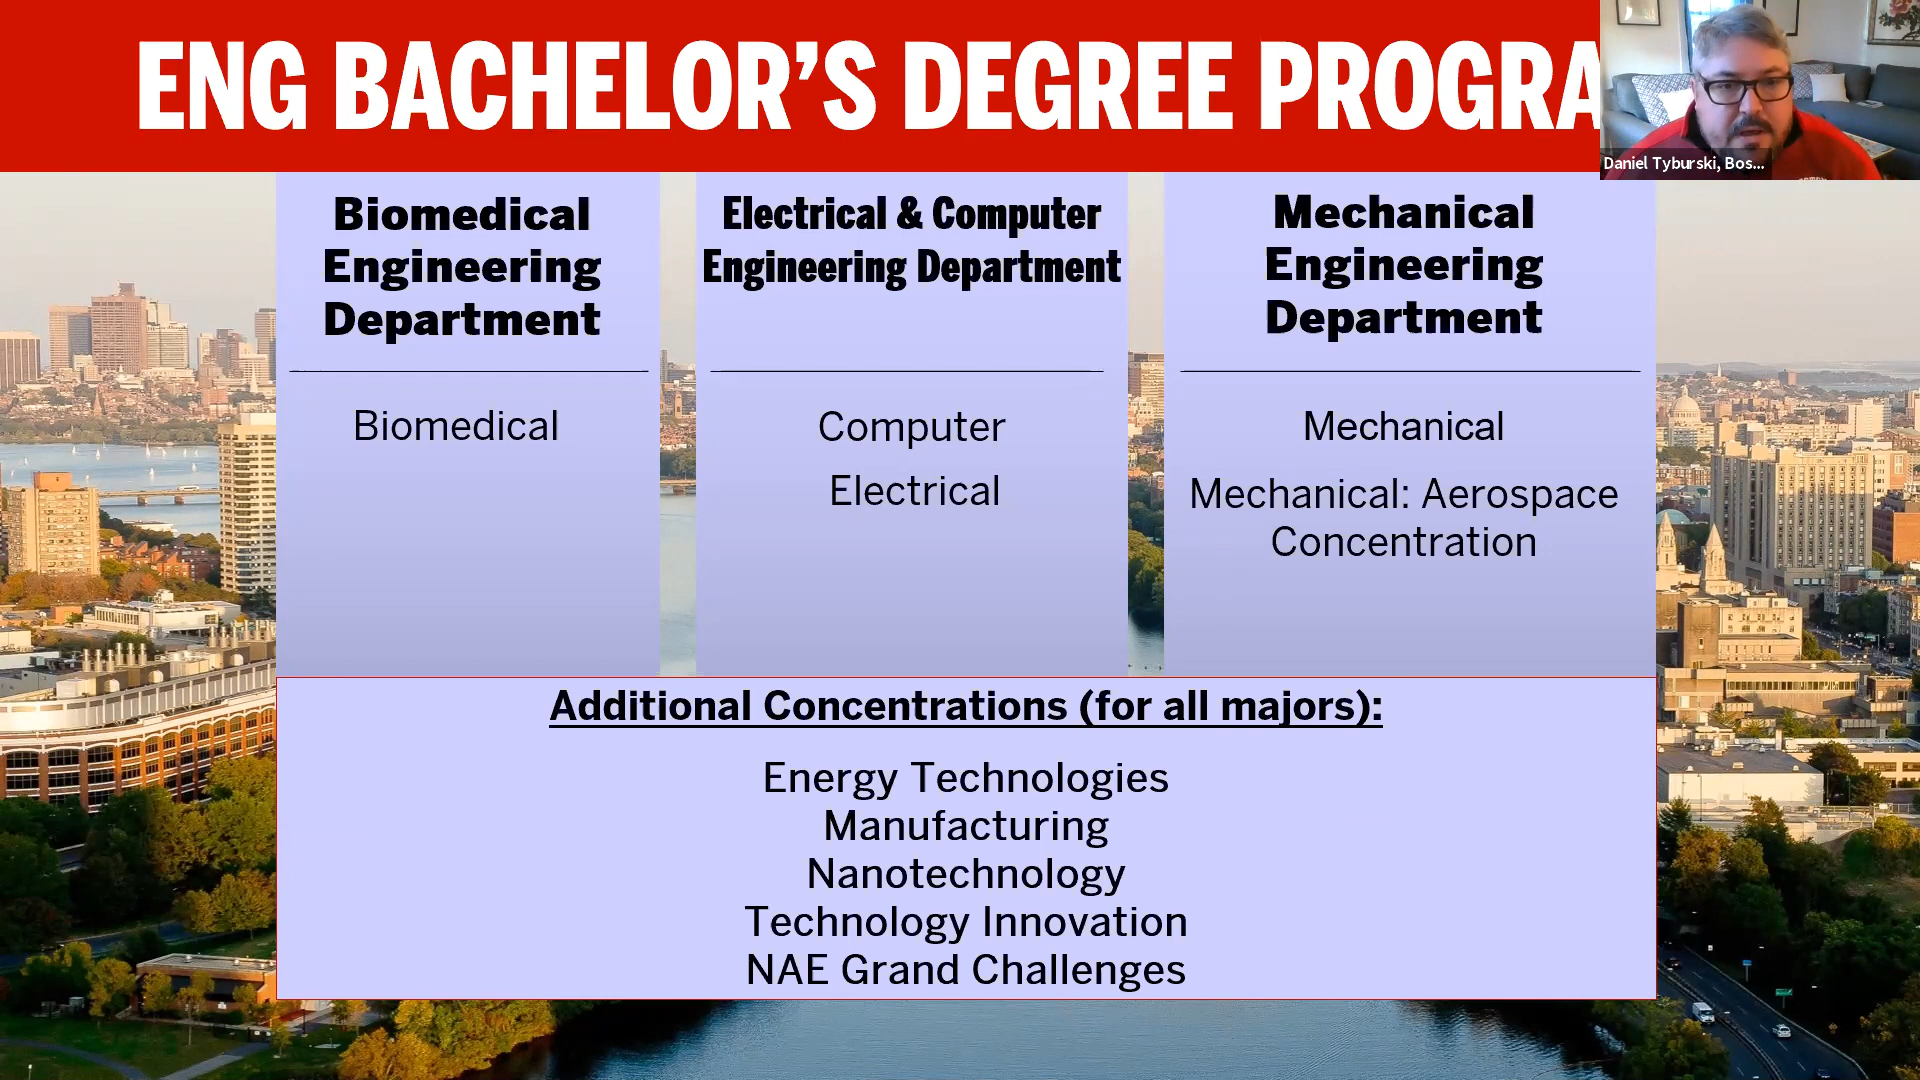 ENG BACHELOR'S DEGREE PROGRA
Daniel Tyburski, Bos...
Biomedical
Engineering
Department
Biomedical
Electrical & Computer
Engineering Department
Computer
Electrical
Mechanical
Engineering
Department
Mechanical
Mechanical: Aerospace
Concentration
Additional Concentrations (for all majors):
Energy Technologies
Manufacturing
Nanotechnology
Technology Innovation
NAE Grand Challenges